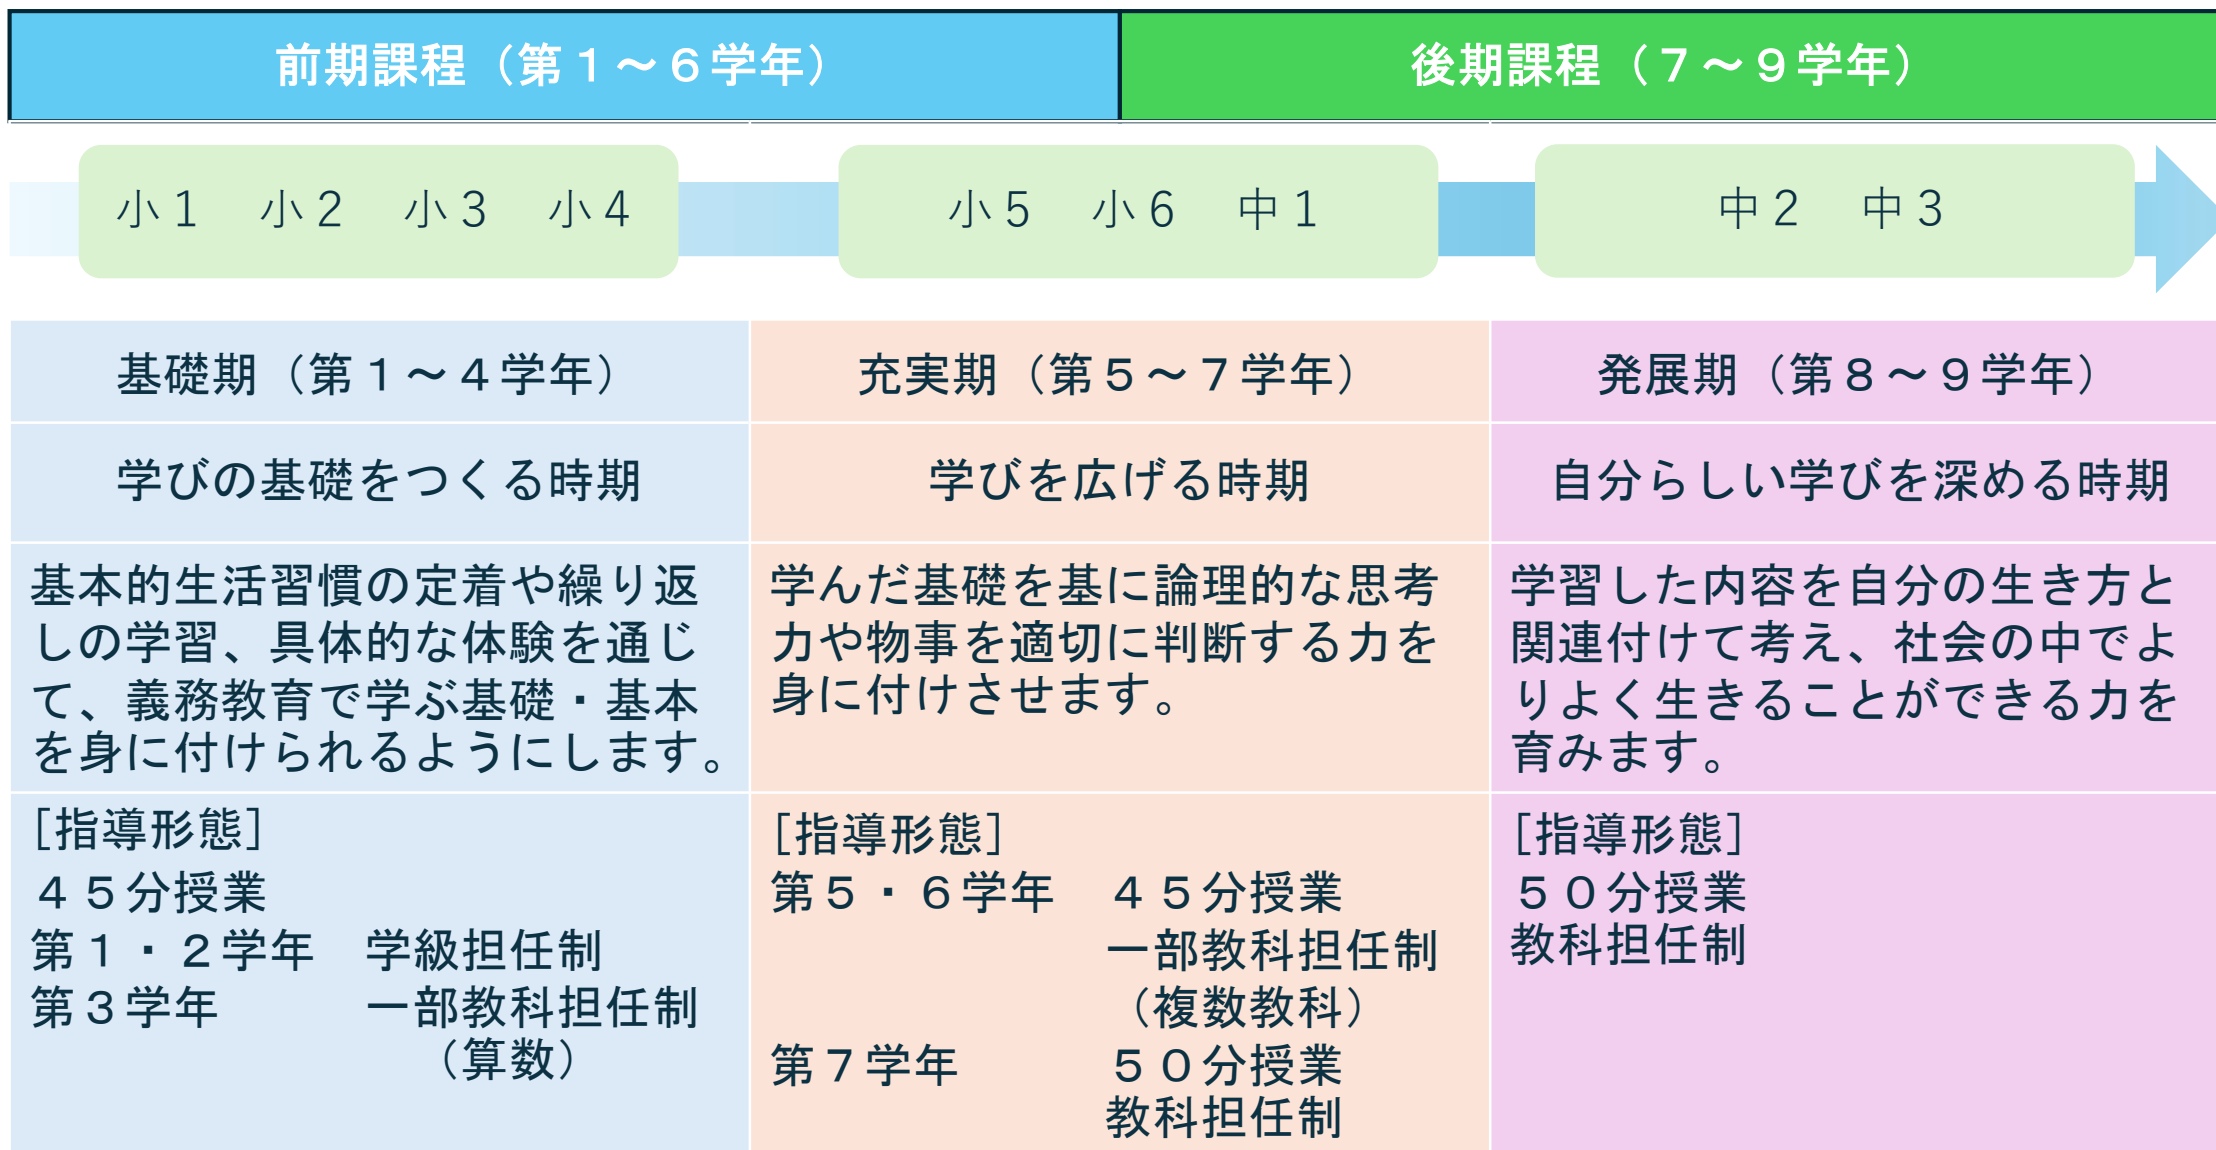 前期課程（第１～６学年）
後期課程（７～９学年）
小１　小２　小３　小４
小５　小６　中１
中２　中３
基礎期（第１～４学年）
充実期（第５～７学年）
発展期（第８～９学年）
学びの基礎をつくる時期
学びを広げる時期
自分らしい学びを深める時期
基本的生活習慣の定着や繰り返
しの学習、具体的な体験を通じ
て、義務教育で学ぶ基礎・基本
を身に付けられるようにします。
学んだ基礎を基に論理的な思考
力や物事を適切に判断する力を
身に付けさせます。
学習した内容を自分の生き方と
関連付けて考え、社会の中でよ
りよく生きることができる力を
育みます。
［指導形態］
４５分授業
第１・２学年　学級担任制
第３学年　　　一部教科担任制
（算数）
［指導形態］
第５・６学年　４５分授業
一部教科担任制
（複数教科）
第７学年　　　５０分授業
教科担任制
［指導形態］
５０分授業
教科担任制